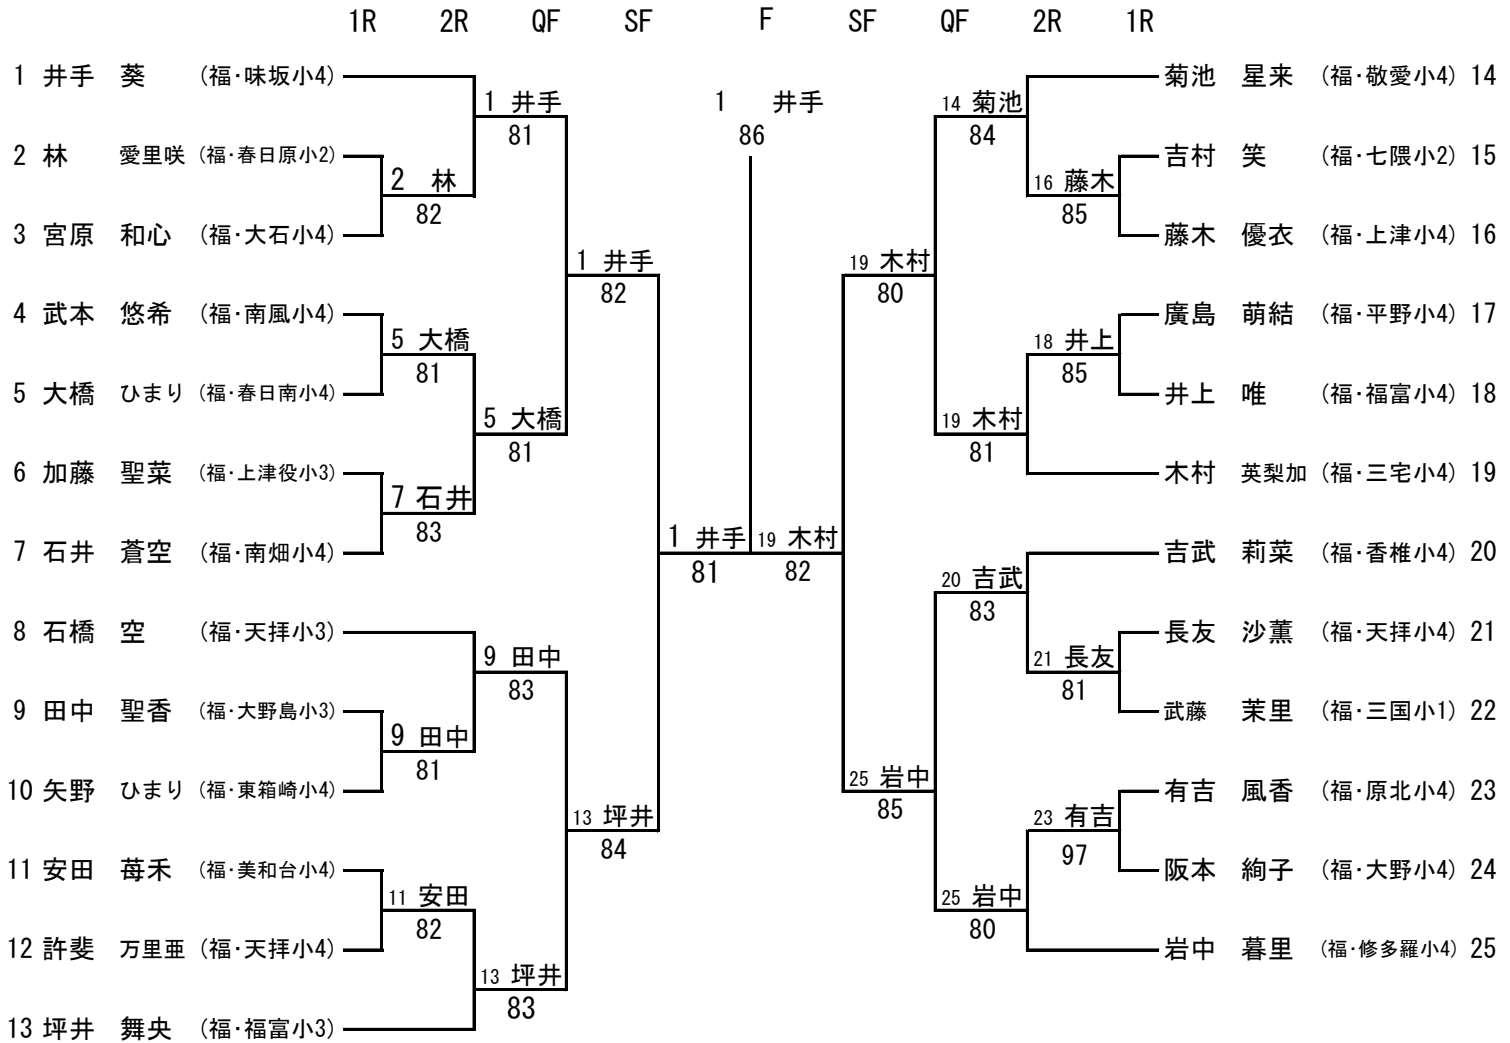 1R 2R QF SF F SF QF 2R 1R
1 井手 葵 (福・味坂小4) 菊池 星来 (福・敬愛小4) 14
1 井手 1 井手 14 菊池
81 86 84
2 林 愛里咲 (福・春日原小2) 吉村 笑 (福・七隈小2) 15
2 林 16 藤木
82 85
3 宮原 和心 (福・大石小4) 藤木 優衣 (福・上津小4) 16
1 井手 19 木村
82 80
4 武本 悠希 (福・南風小4) 廣島 萌結 (福・平野小4) 17
5 大橋 18 井上
81 85
5 大橋 ひまり (福・春日南小4) 井上 唯 (福・福富小4) 18
5 大橋 19 木村
81 81
6 加藤 聖菜 (福・上津役小3) 木村 英梨加 (福・三宅小4) 19
7 石井
83
1 井手 19 木村
7 石井 蒼空 (福・南畑小4) 吉武 莉菜 (福・香椎小4) 20
81 82
20 吉武
83
8 石橋 空 (福・天拝小3) 長友 沙薫 (福・天拝小4) 21
9 田中 21 長友
83 81
9 田中 聖香 (福・大野島小3) 武藤 茉里 (福・三国小1) 22
9 田中
81
25 岩中
85
10 矢野 ひまり (福・東箱崎小4) 有吉 風香 (福・原北小4) 23
13 坪井 23 有吉
84 97
11 安田 苺禾 (福・美和台小4) 阪本 絢子 (福・大野小4) 24
11 安田 25 岩中
82 80
12 許斐 万里亜 (福・天拝小4) 岩中 暮里 (福・修多羅小4) 25
13 坪井
83
13 坪井 舞央 (福・福富小3)